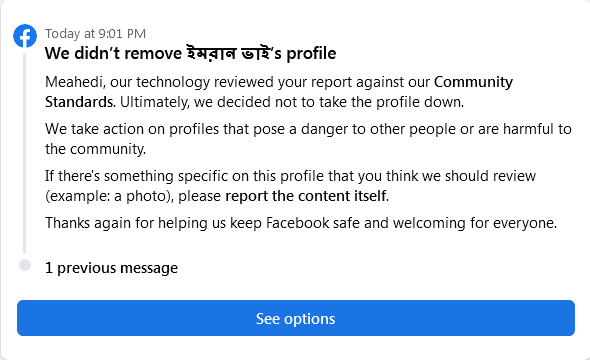 Today at 9:01 PM
We didn’t remove ইমরান ভাই’s profile
Meahedi, our technology reviewed your report against our Community
Standards. Ultimately, we decided not to take the profile down.
We take action on profiles that pose a danger to other people or are harmful to
the community.
If there's something specific on this profile that you think we should review
(example: a photo), please report the content itself.
Thanks again for helping us keep Facebook safe and welcoming for everyone.
1 previous message
See options